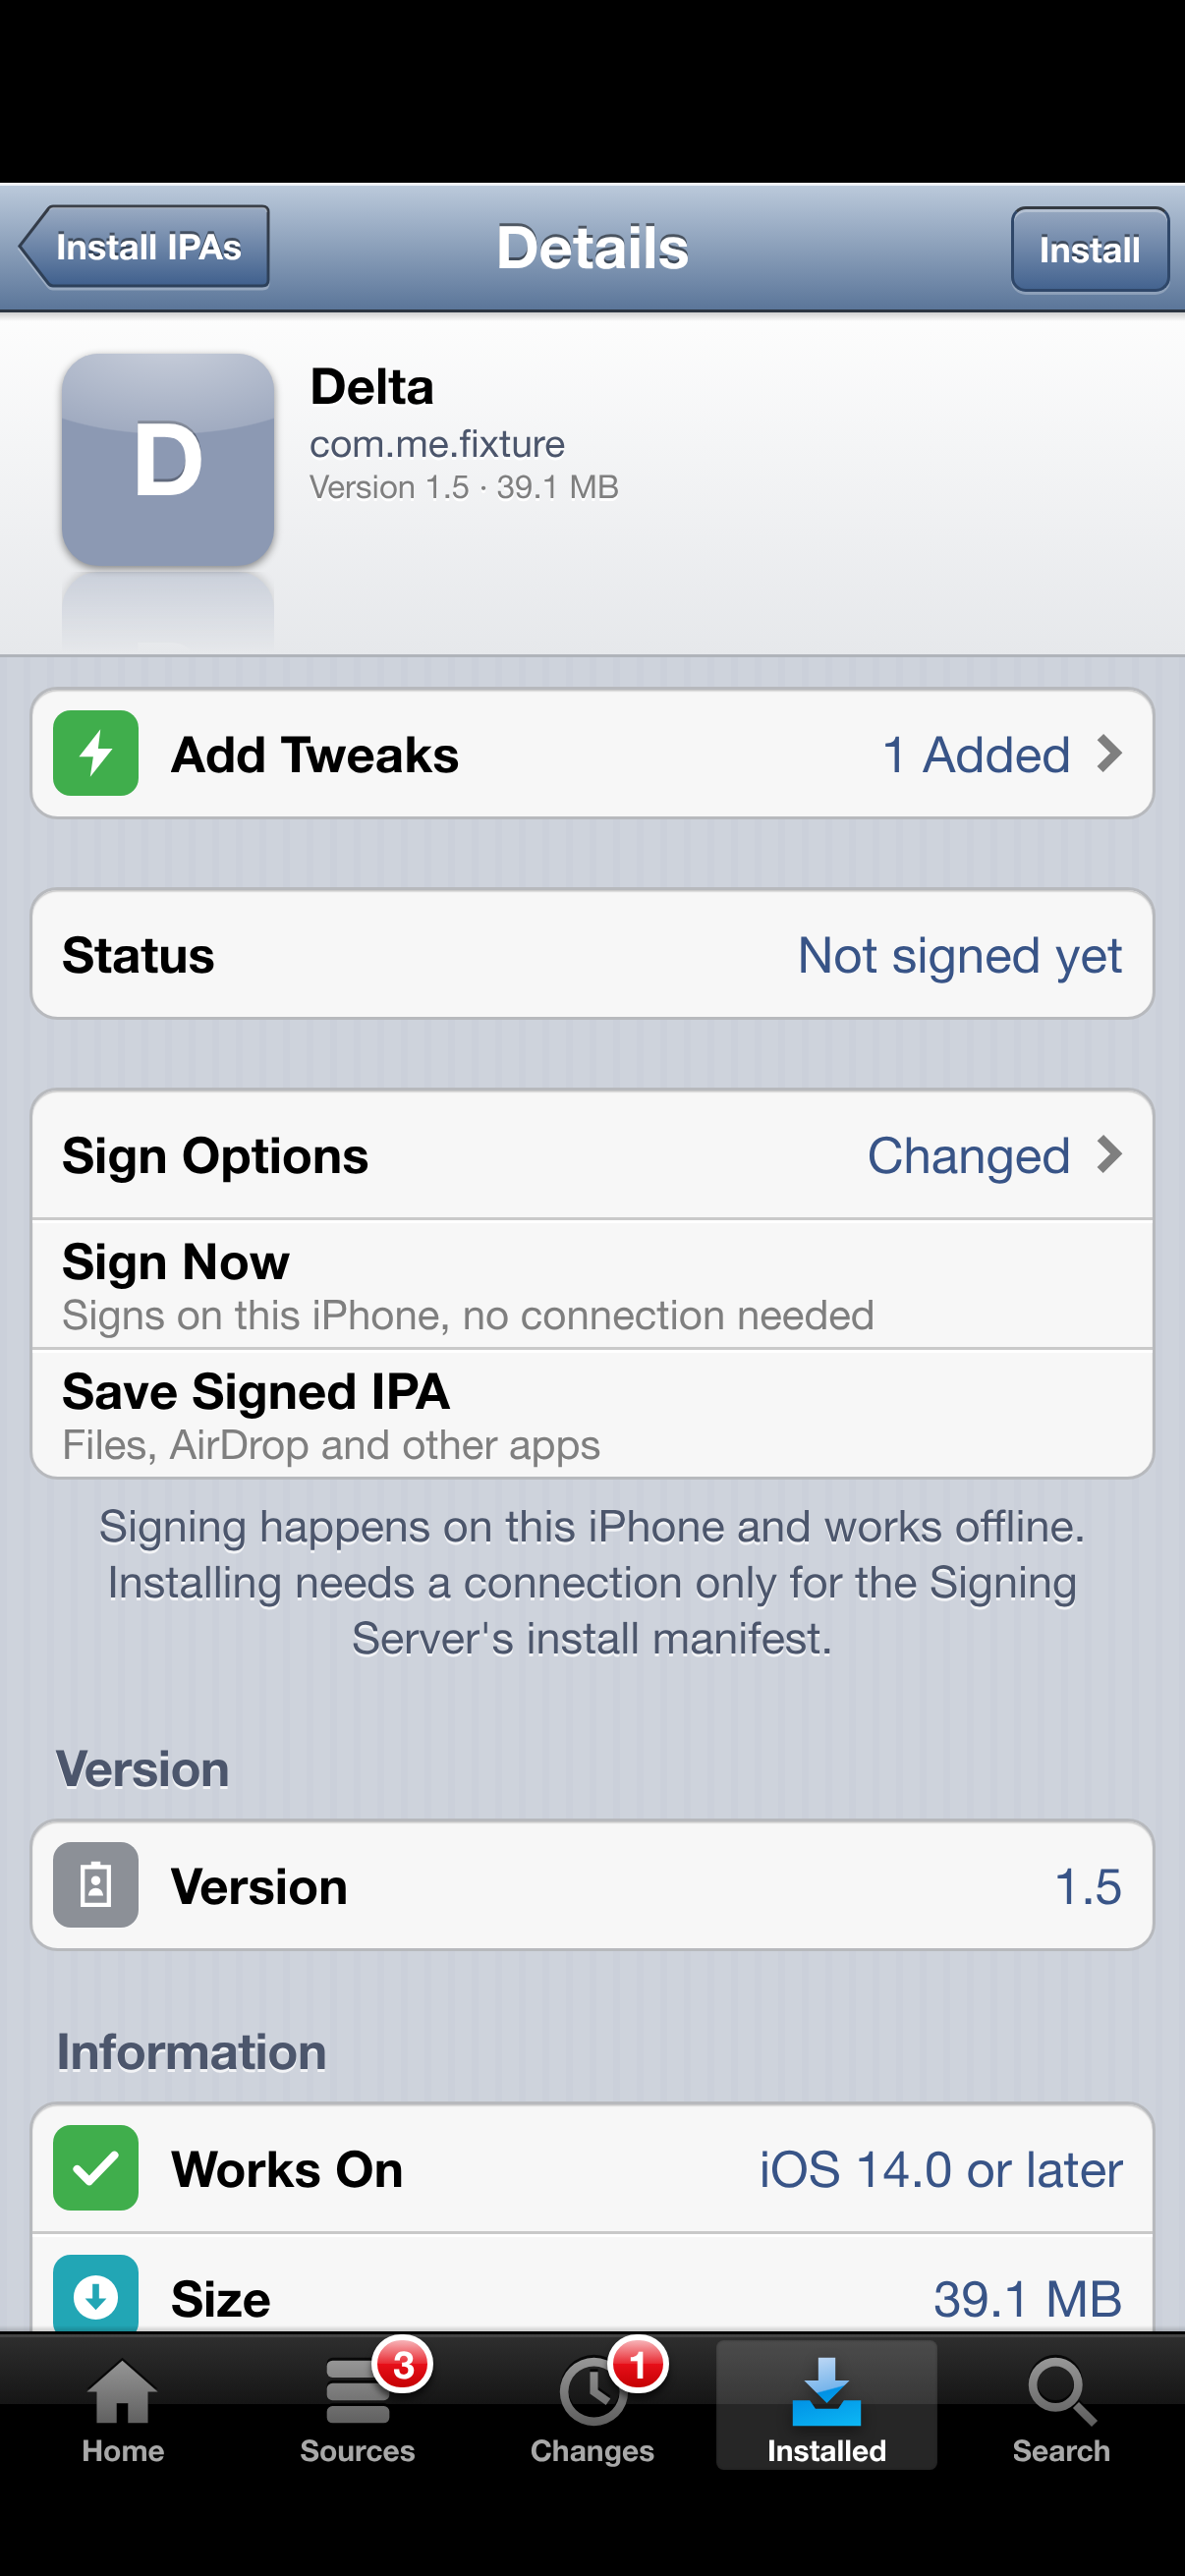 Install IPAs
Details
Install
D
Delta
com.me.fixture
Version 1.5 · 39.1 MB
Add Tweaks
1 Added
Status
Not signed yet
Sign Options
Changed
Sign Now
Signs on this iPhone, no connection needed
Save Signed IPA
Files, AirDrop and other apps
Signing happens on this iPhone and works offline.
Installing needs a connection only for the Signing
Server's install manifest.
Version
Version
1.5
Information
Works On
iOS 14.0 or later
Size
39.1 MB
3
1
Home
Sources
Changes
Installed
Search